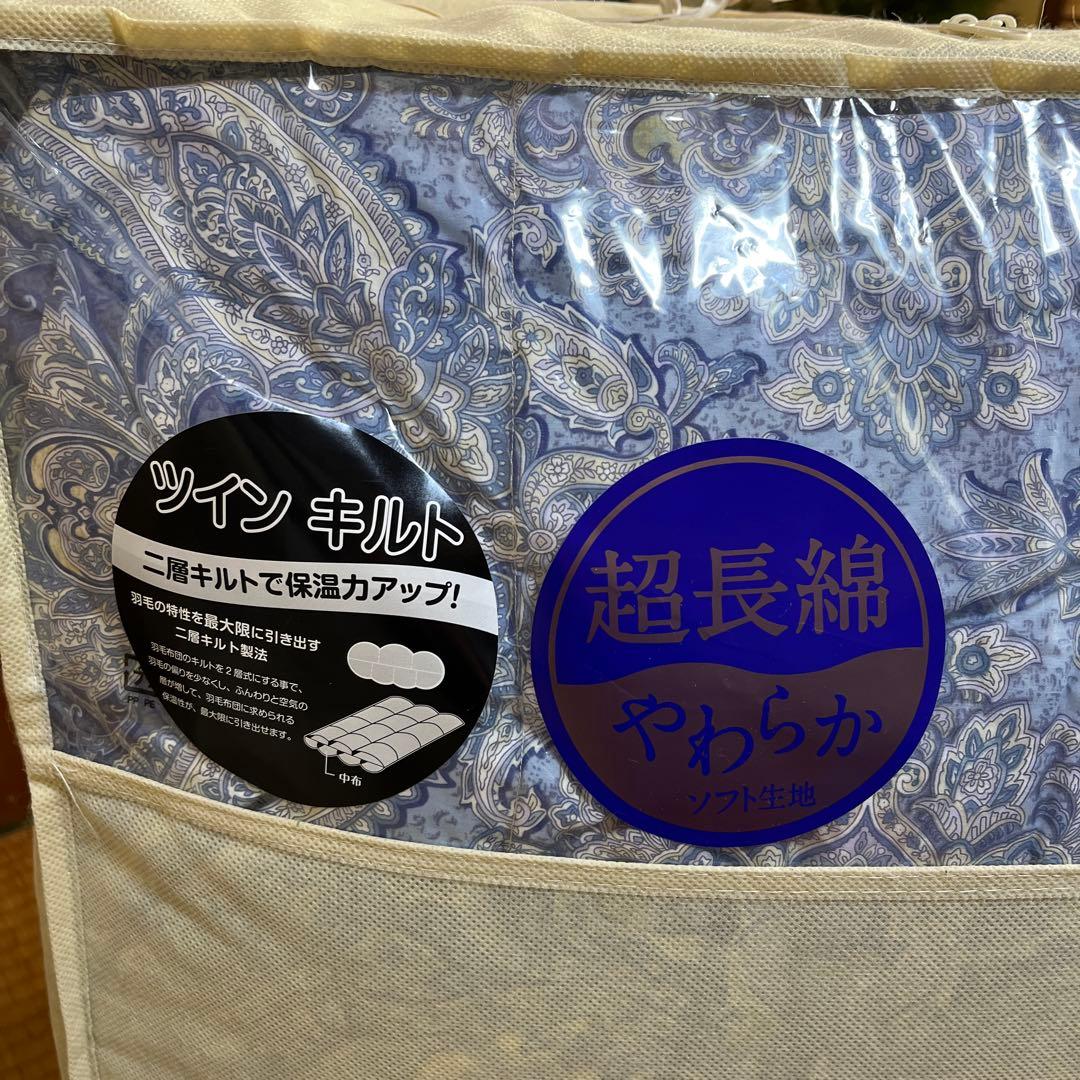 ツイン キルト
二層キルトで保温力アップ!
羽毛の特性を最大限に引き出す
二層キルト製法
羽毛布団のキルトを2層式にする事で、
羽毛の偏りを少なくし、ふんわりと空気の
層が増して、羽毛布団に求められる
保温性が、最大限に引き出せます。
中布
PP PE
超長綿
やわらか
ソフト生地